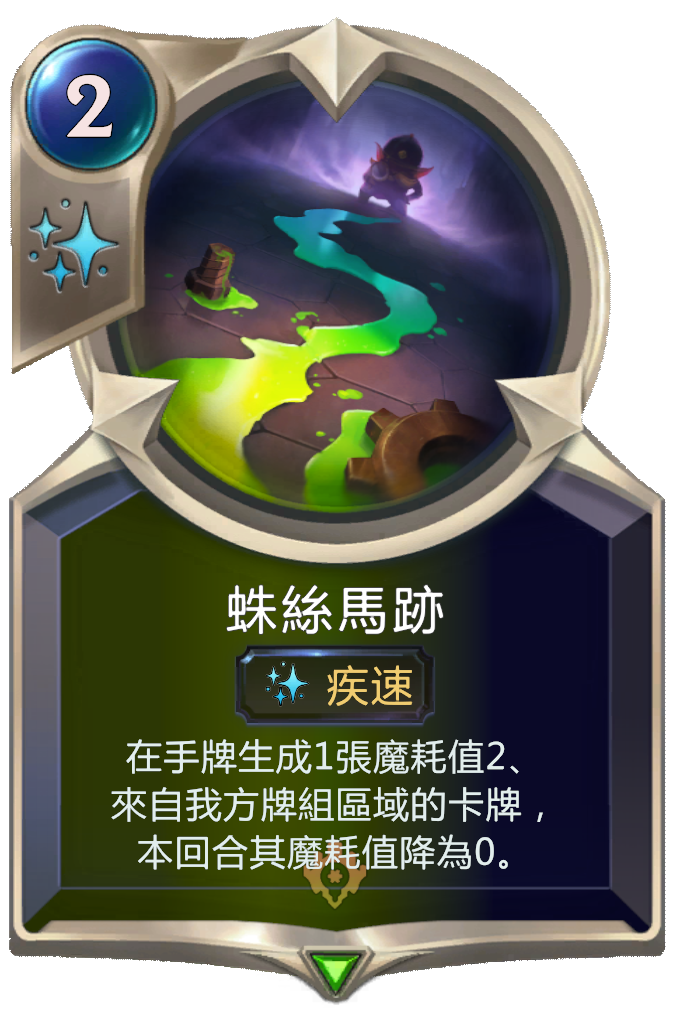 2
蛛絲馬跡
疾速
在手牌生成1張魔耗值2、
來自我方牌組區域的卡牌，
本回合其魔耗值降為0。